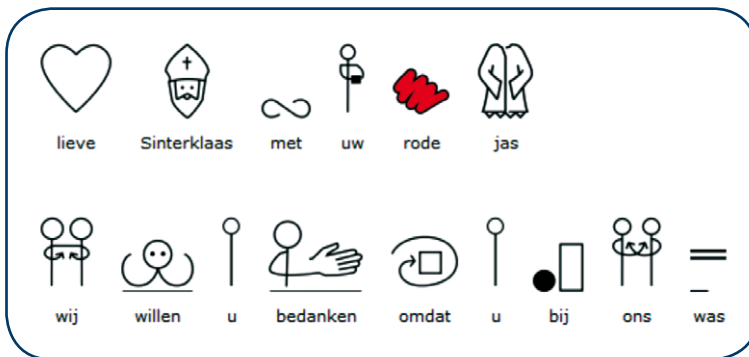 lieve Sinterklaas met uw rode jas
wij willen u bedanken omdat u bij ons was